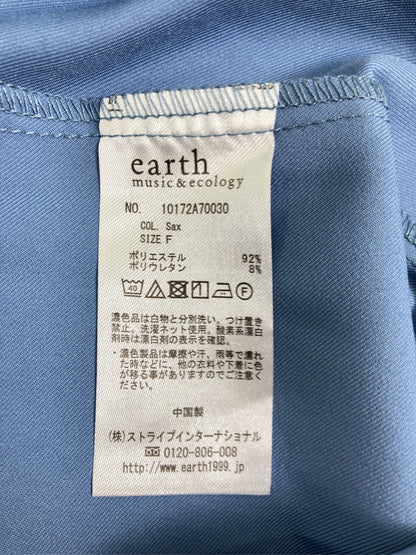 earth
music&ecology
NO. 10172A70030
COL. Sax
SIZE F
ポリエステル 92%
ポリウレタン 8%
40
F
濃色品は白物と分別洗い。つけ置き
禁止。洗濯ネット使用。酸素系漂白
剤時は漂白剤の表示を確認。
・濃色製品は摩擦や汗、雨等で濡れ
た時などに、他の衣料や下着に色
が移る事がありますのでご注意
ください。
中国製
(株)ストライプインターナショナル
0120-806-008
http://www.earth1999.jp/